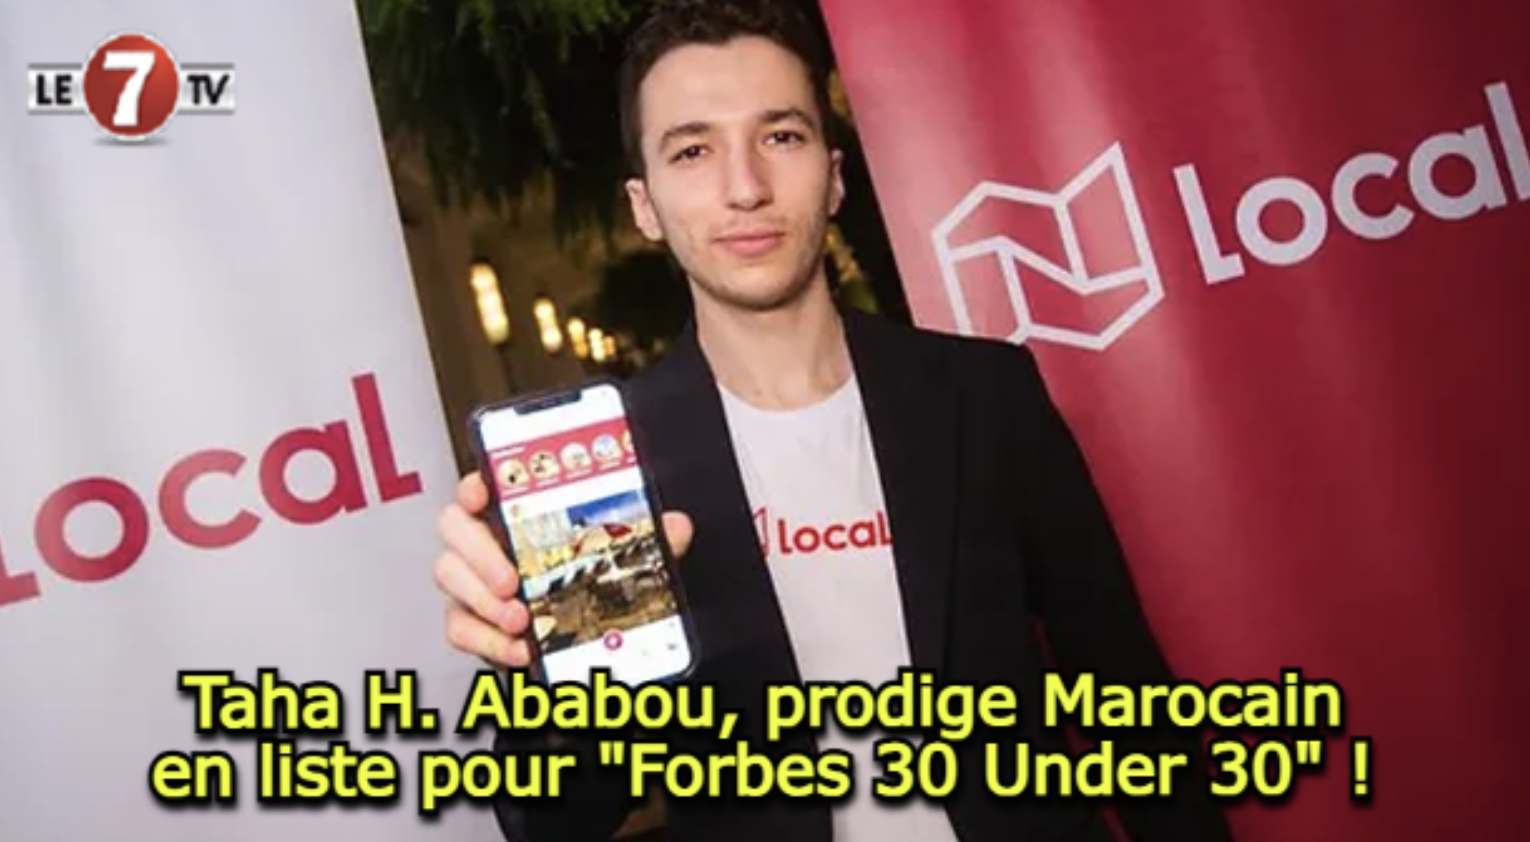 LE 7 TV
local
local
local
Taha H. Ababou, prodige Marocain
en liste pour "Forbes 30 Under 30" !